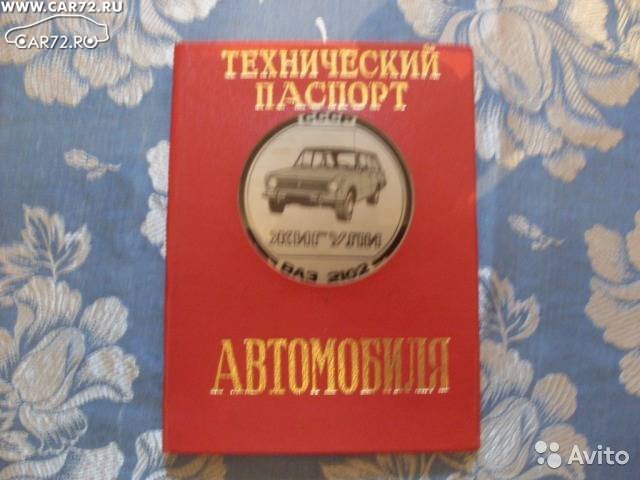 WWW.CAR72.RU
CAR72.RU
ТЕХНИЧЕСКИЙ
ПАСПОРТ
СССР
ЖИГУЛИ
ВАЗ 2102
АВТОМОБИЛЯ
Avito